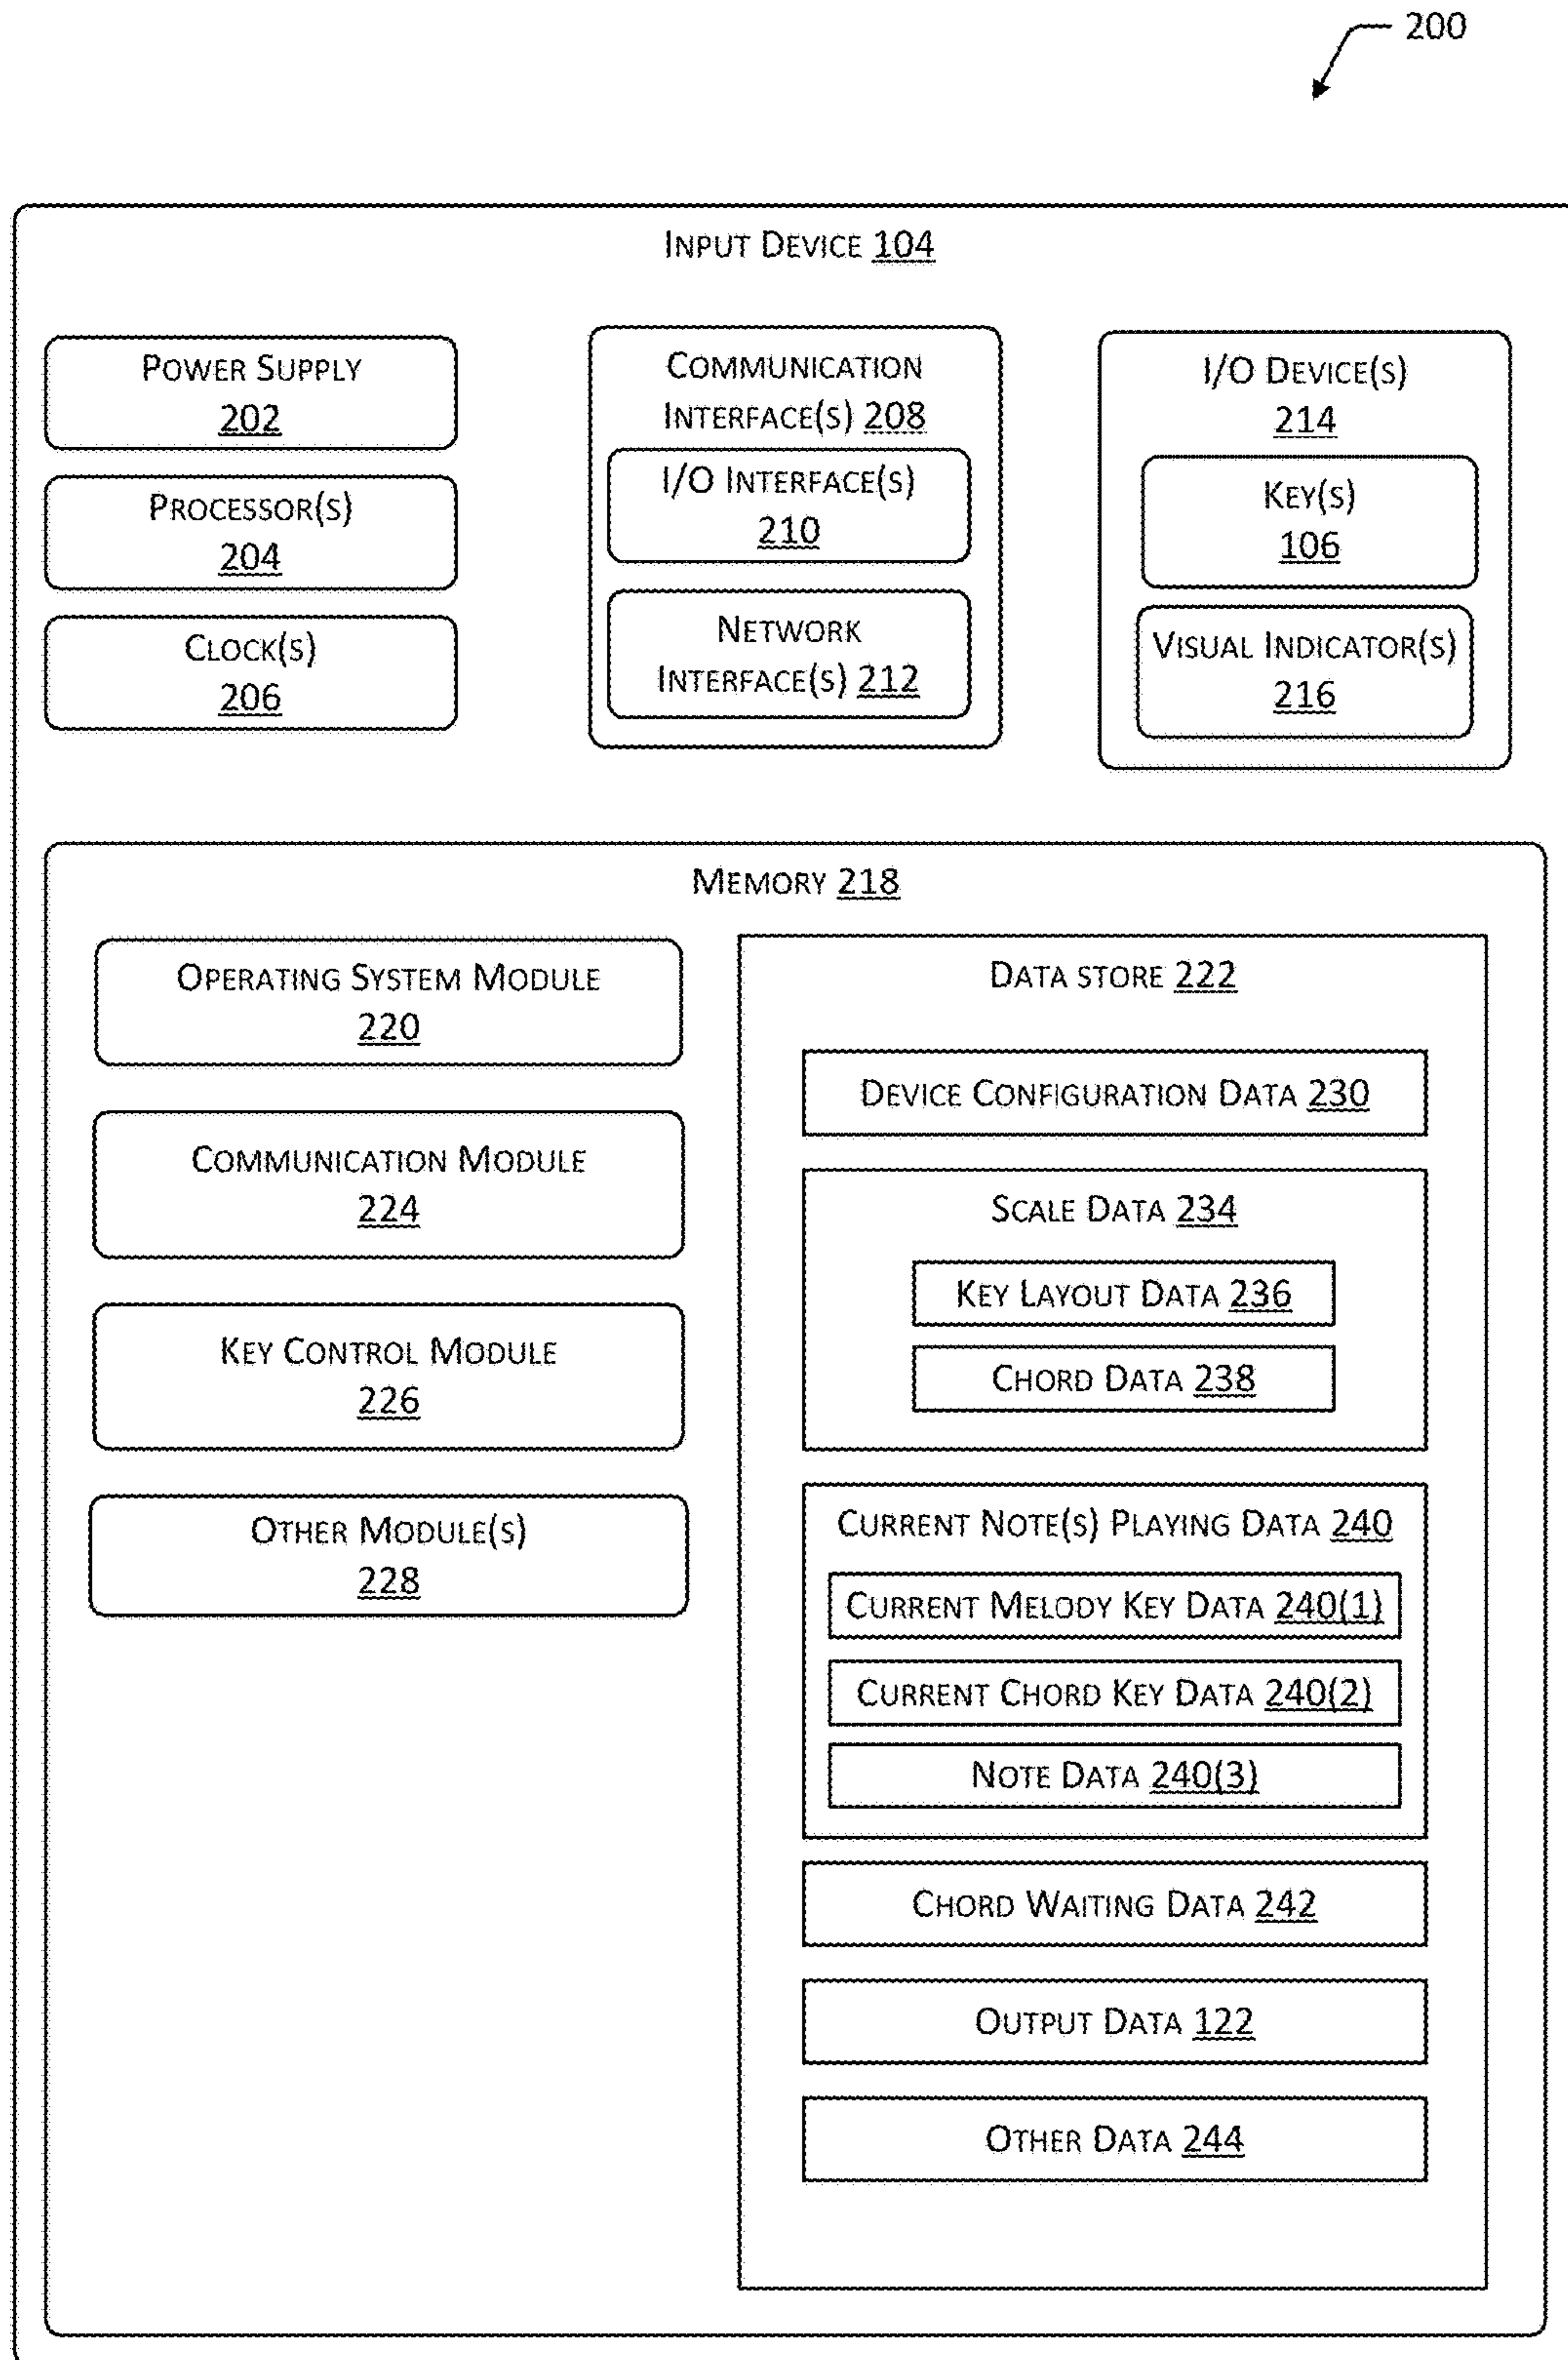 200
INPUT DEVICE 104
POWER SUPPLY
202
PROCESSOR(S)
204
CLOCK(S)
206
COMMUNICATION
INTERFACE(S) 208
I/O INTERFACE(S)
210
NETWORK
INTERFACE(S) 212
I/O DEVICE(S)
214
KEY(S)
106
VISUAL INDICATOR(S)
216
MEMORY 218
OPERATING SYSTEM MODULE
220
COMMUNICATION MODULE
224
KEY CONTROL MODULE
226
OTHER MODULE(S)
228
DATA STORE 222
DEVICE CONFIGURATION DATA 230
SCALE DATA 234
KEY LAYOUT DATA 236
CHORD DATA 238
CURRENT NOTE(S) PLAYING DATA 240
CURRENT MELODY KEY DATA 240(1)
CURRENT CHORD KEY DATA 240(2)
NOTE DATA 240(3)
CHORD WAITING DATA 242
OUTPUT DATA 122
OTHER DATA 244